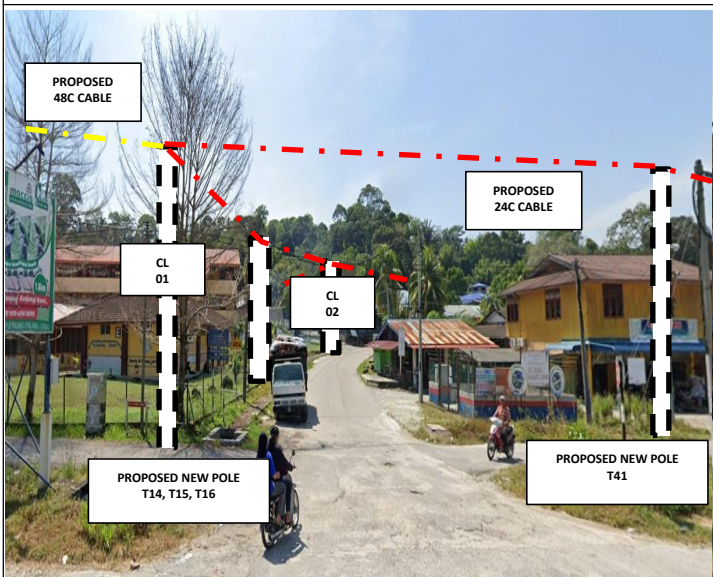 PROPOSED
48C CABLE
PROPOSED
24C CABLE
CL
01
CL
02
PROPOSED NEW POLE
T14, T15, T16
PROPOSED NEW POLE
T41